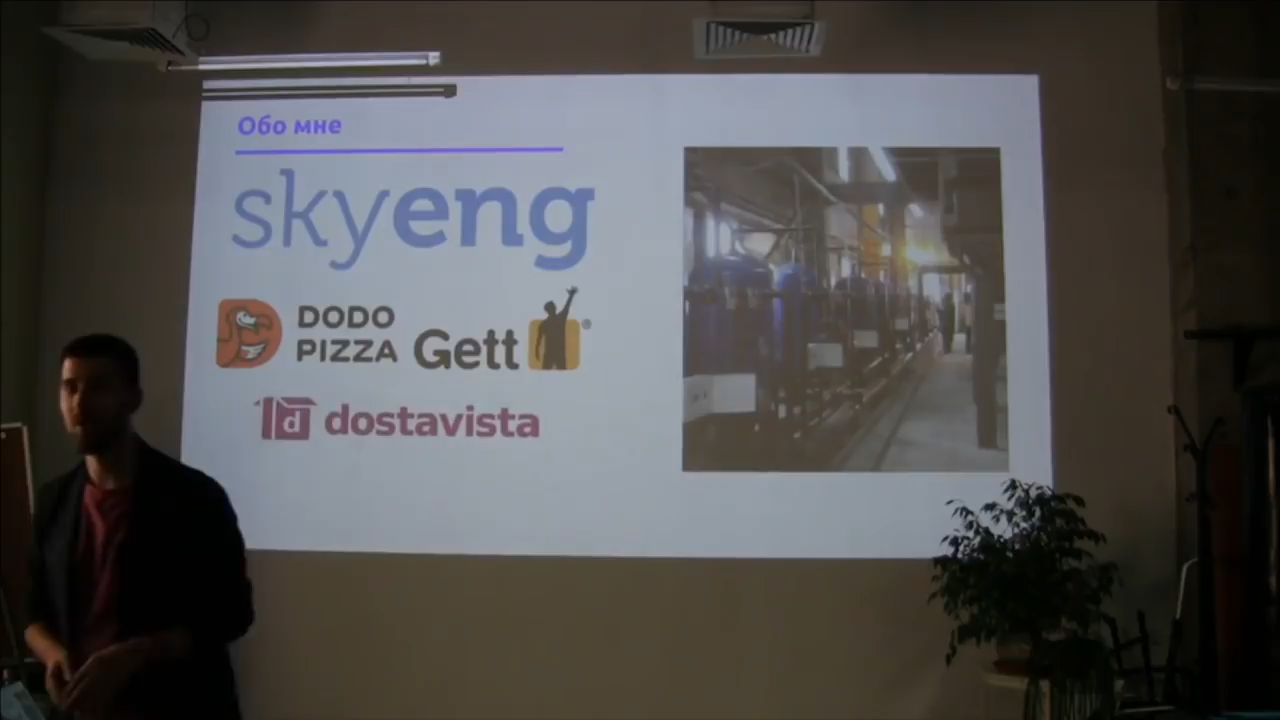 Обо мне
skyeng
DODO
PIZZA
Gett®
d dostavista